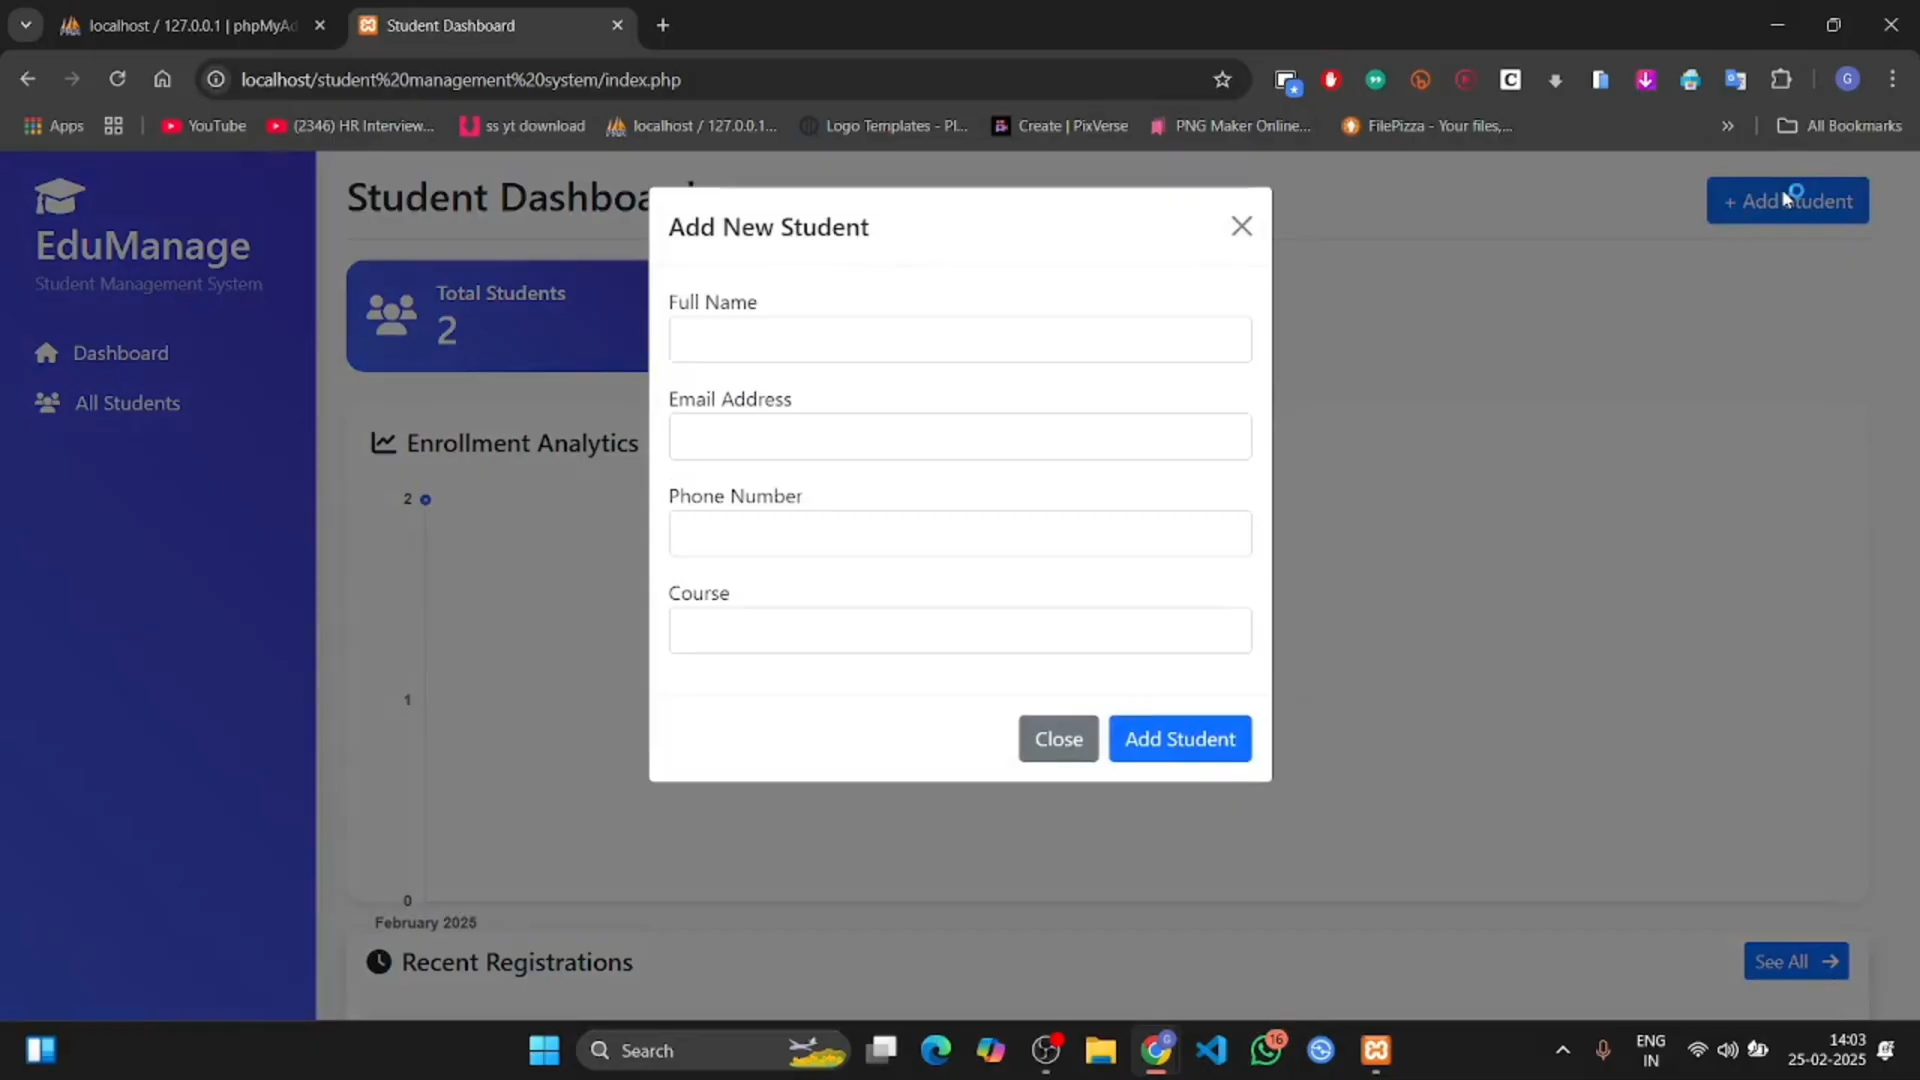 localhost / 127.0.0.1 | phpMyAd
Student Dashboard
localhost/student%20management%20system/index.php
G
Apps
YouTube
(2346) HR Interview...
ss yt download
localhost / 127.0.0.1...
Logo Templates - Pl...
Create | PixVerse
PNG Maker Online...
FilePizza - Your files,...
All Bookmarks
EduManage
Student Management System
Dashboard
All Students
Student Dashboa
+ Add Student
Total Students
2
Enrollment Analytics
2
1
0
February 2025
Recent Registrations
See All
Add New Student
Full Name
Email Address
Phone Number
Course
Close
Add Student
Search
16
ENG
IN
14:03
25-02-2025